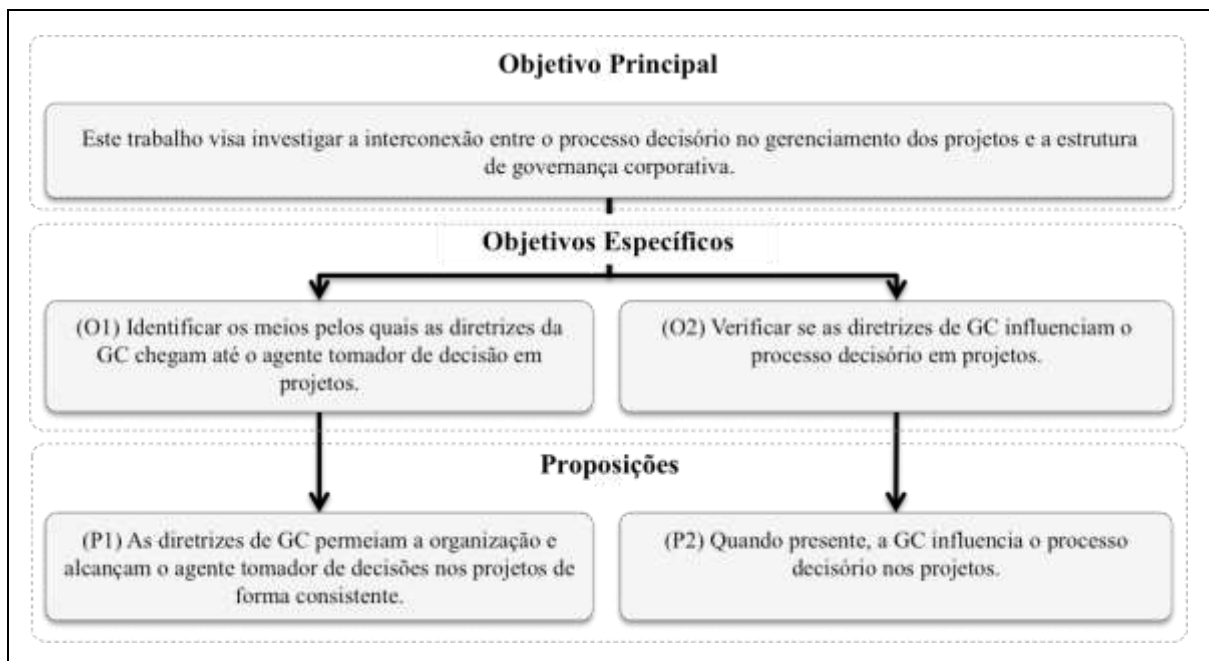 Objetivo Principal
Este trabalho visa investigar a interconexão entre o processo decisório no gerenciamento dos projetos e a estrutura
de governança corporativa.
Objetivos Específicos
(O1) Identificar os meios pelos quais as diretrizes da
GC chegam até o agente tomador de decisão em
projetos.
(O2) Verificar se as diretrizes de GC influenciam o
processo decisório em projetos.
Proposições
(P1) As diretrizes de GC permeiam a organização e
alcançam o agente tomador de decisões nos projetos de
forma consistente.
(P2) Quando presente, a GC influencia o processo
decisório nos projetos.